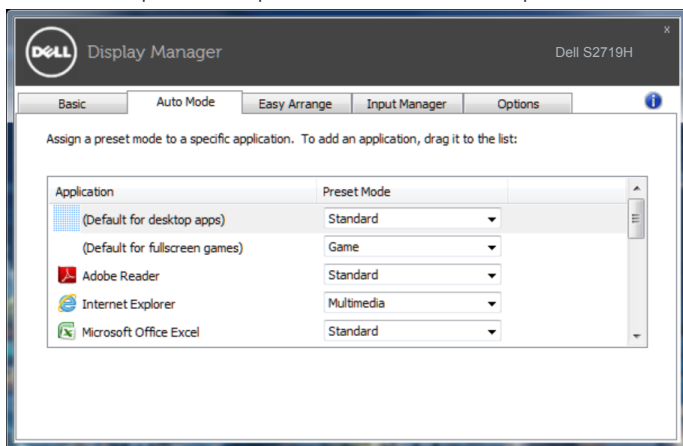 x
DELL Display Manager Dell S2719H
Basic Auto Mode Easy Arrange Input Manager Options i
Assign a preset mode to a specific application. To add an application, drag it to the list:
Application Preset Mode
(Default for desktop apps) Standard
(Default for fullscreen games) Game
Adobe Reader Standard
Internet Explorer Multimedia
Microsoft Office Excel Standard